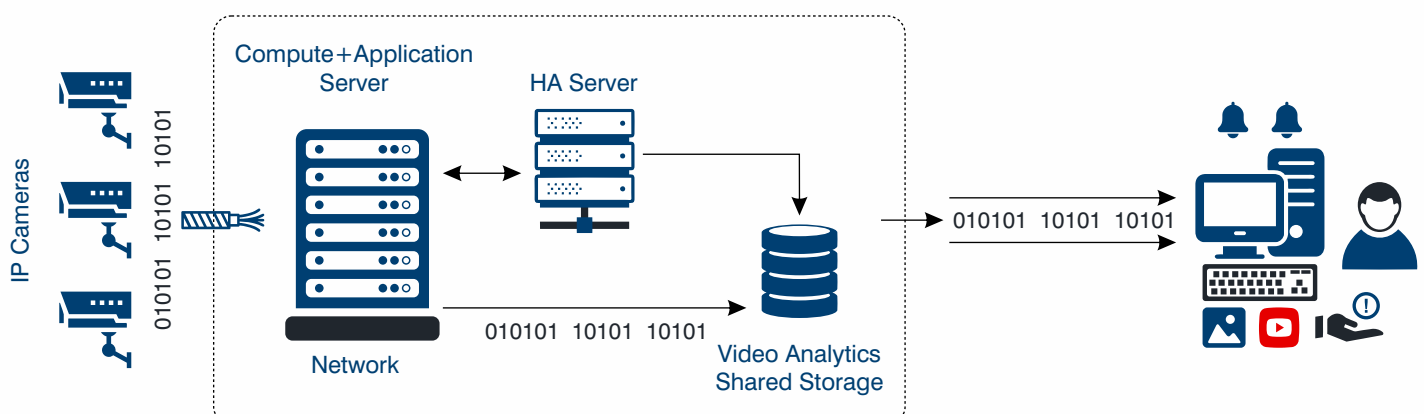 IP Cameras
10101
10101
010101
Compute+Application
Server
HA Server
Network
010101 10101 10101
Video Analytics
Shared Storage
010101 10101 10101
!